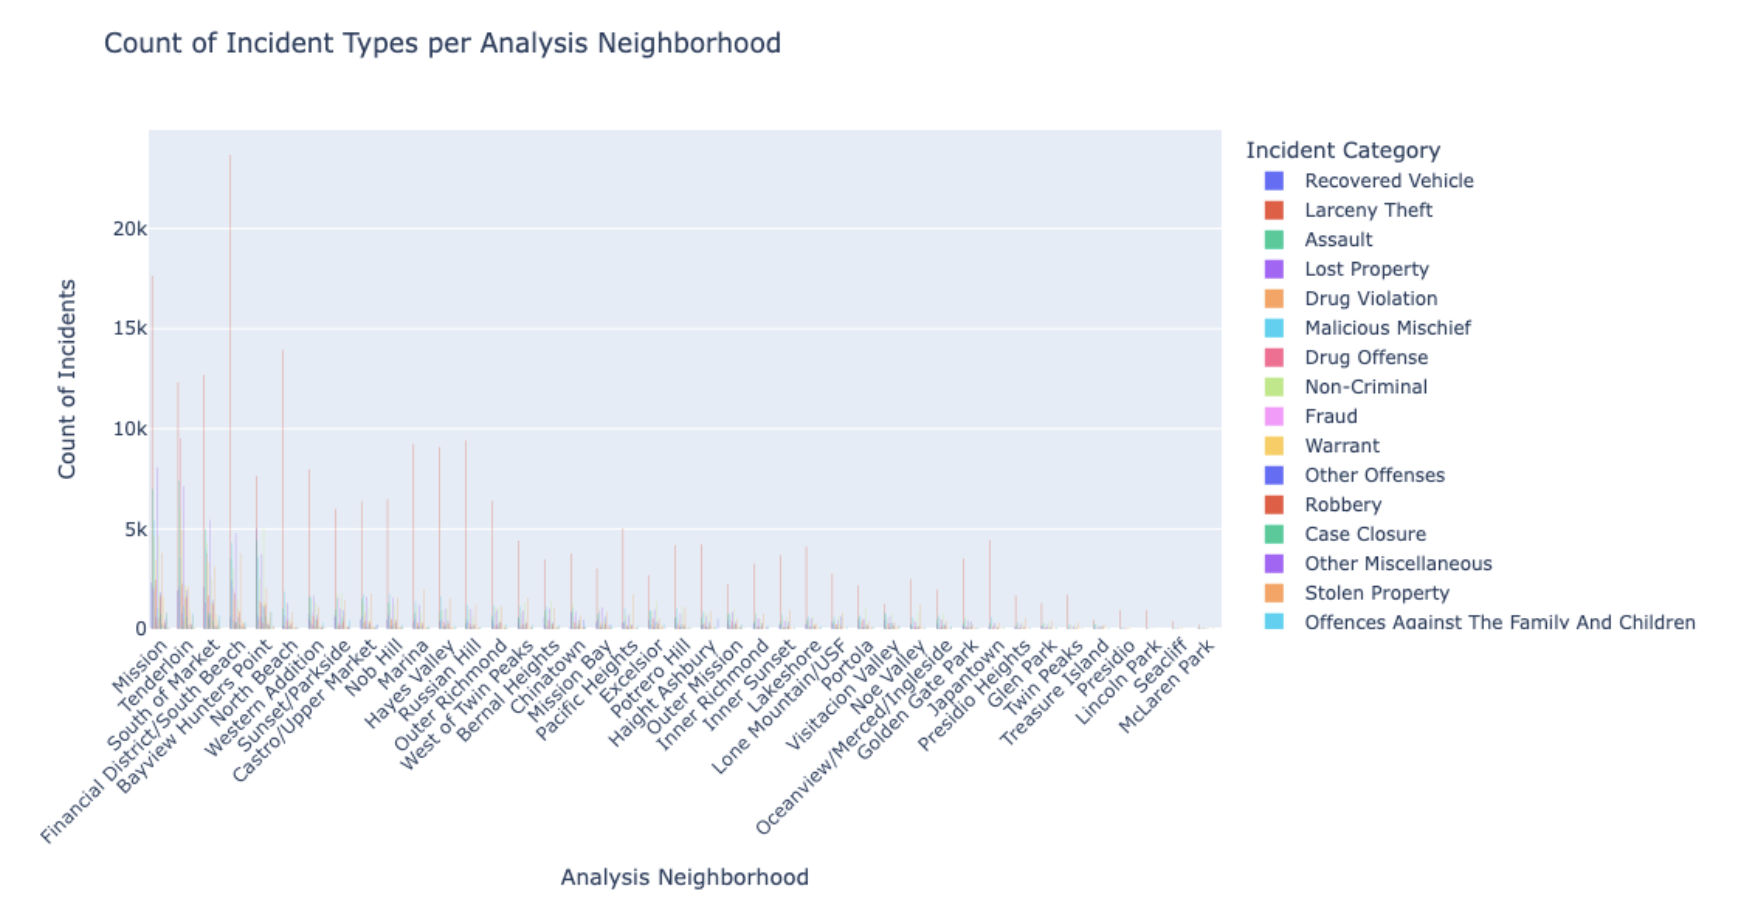 Count of Incident Types per Analysis Neighborhood
Count of Incidents
20k
15k
10k
5k
0
Mission
Tenderloin
South of Market
Financial District/South Beach
Bayview Hunters Point
North Beach
Western Addition
Sunset/Parkside
Castro/Upper Market
Nob Hill
Marina
Hayes Valley
Russian Hill
Outer Richmond
West of Twin Peaks
Bernal Heights
Chinatown
Mission Bay
Pacific Heights
Excelsior
Potrero Hill
Haight Ashbury
Outer Mission
Inner Richmond
Inner Sunset
Lakeshore
Lone Mountain/USF
Portola
Visitacion Valley
Noe Valley
Oceanview/Merced/Ingleside
Golden Gate Park
Japantown
Presidio Heights
Glen Park
Twin Peaks
Treasure Island
Presidio
Lincoln Park
Seacliff
McLaren Park
Analysis Neighborhood
Incident Category
Recovered Vehicle
Larceny Theft
Assault
Lost Property
Drug Violation
Malicious Mischief
Drug Offense
Non-Criminal
Fraud
Warrant
Other Offenses
Robbery
Case Closure
Other Miscellaneous
Stolen Property
Offences Against The Family And Children